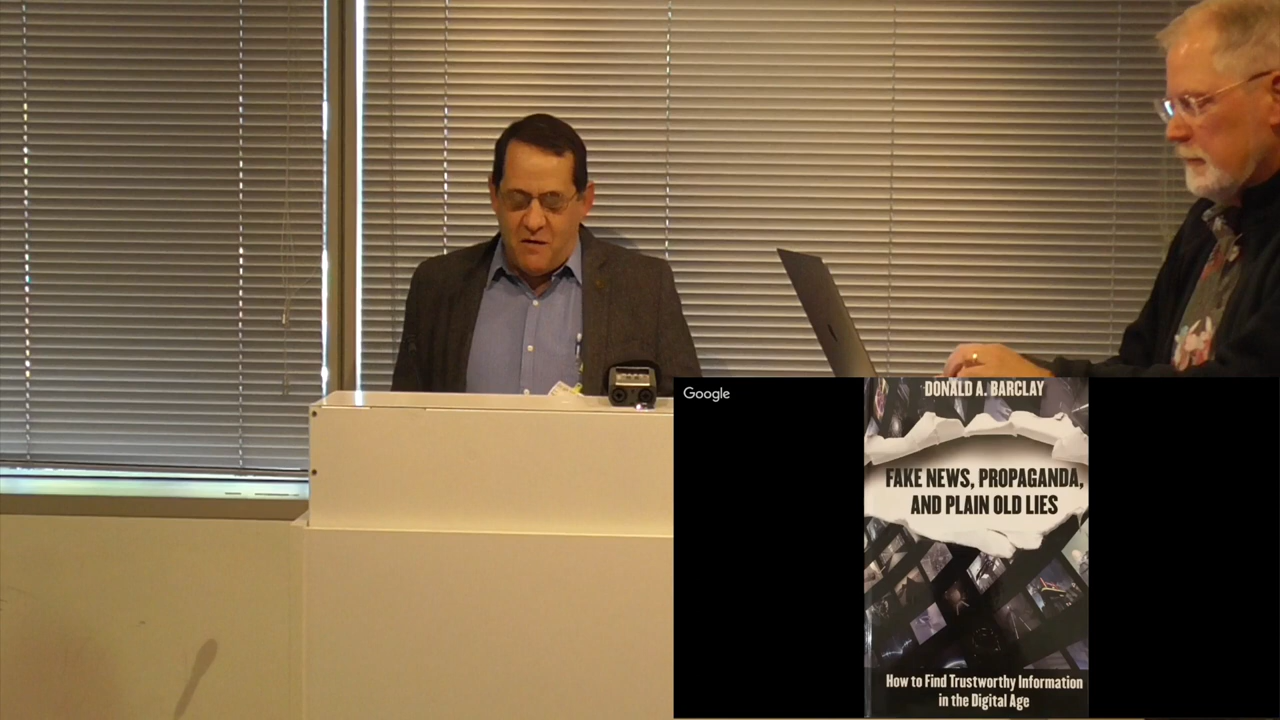 Google
DONALD A. BARCLAY
FAKE NEWS, PROPAGANDA,
AND PLAIN OLD LIES
How to Find Trustworthy Information
in the Digital Age